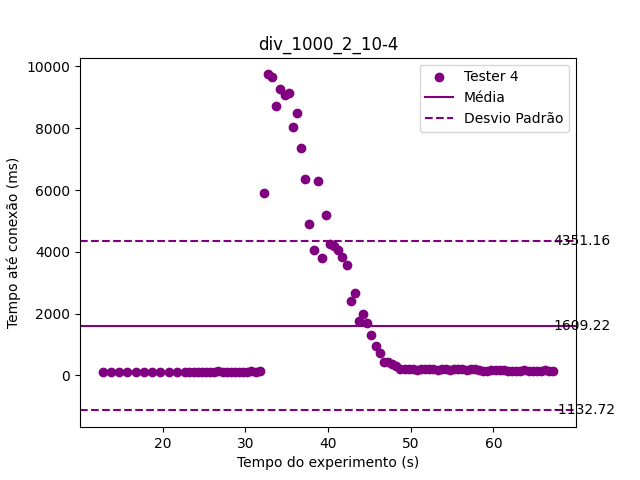 div_1000_2_10-4
10000
8000
6000
4000
2000
0
Tempo até conexão (ms)
Tester 4
Média
Desvio Padrão
4351.16
1609.22
-1132.72
20
30
40
50
60
Tempo do experimento (s)